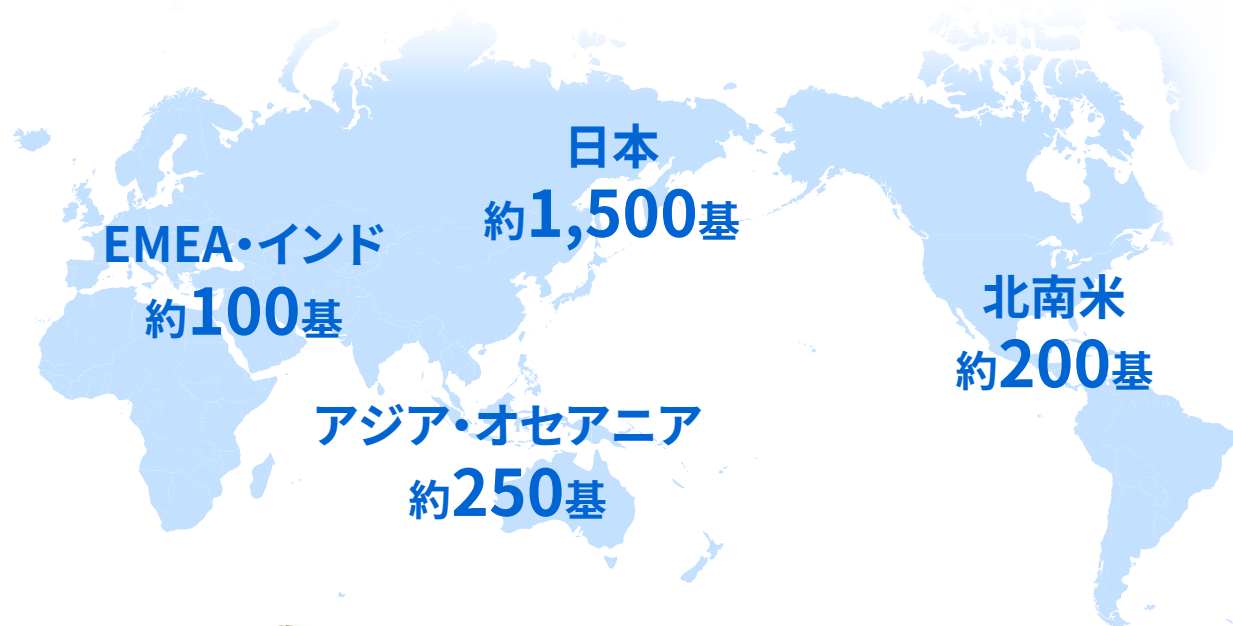 日本
約1,500基
EMEA・インド
約100基
北南米
約200基
アジア・オセアニア
約250基